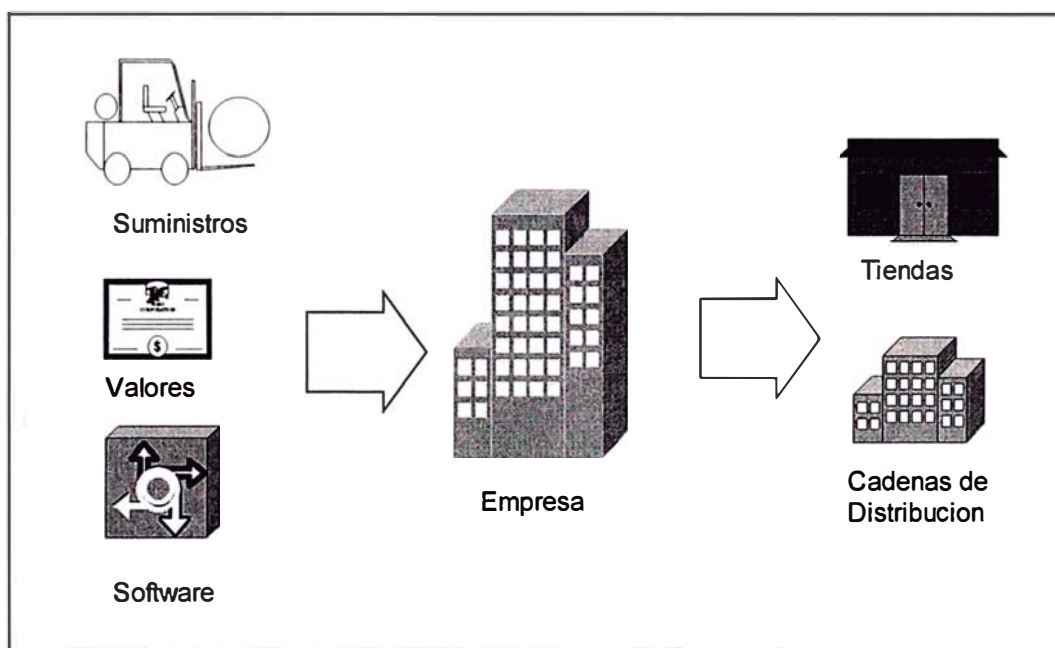 Suministros
Valores
Software
Empresa
Tiendas
Cadenas de
Distribucion
$